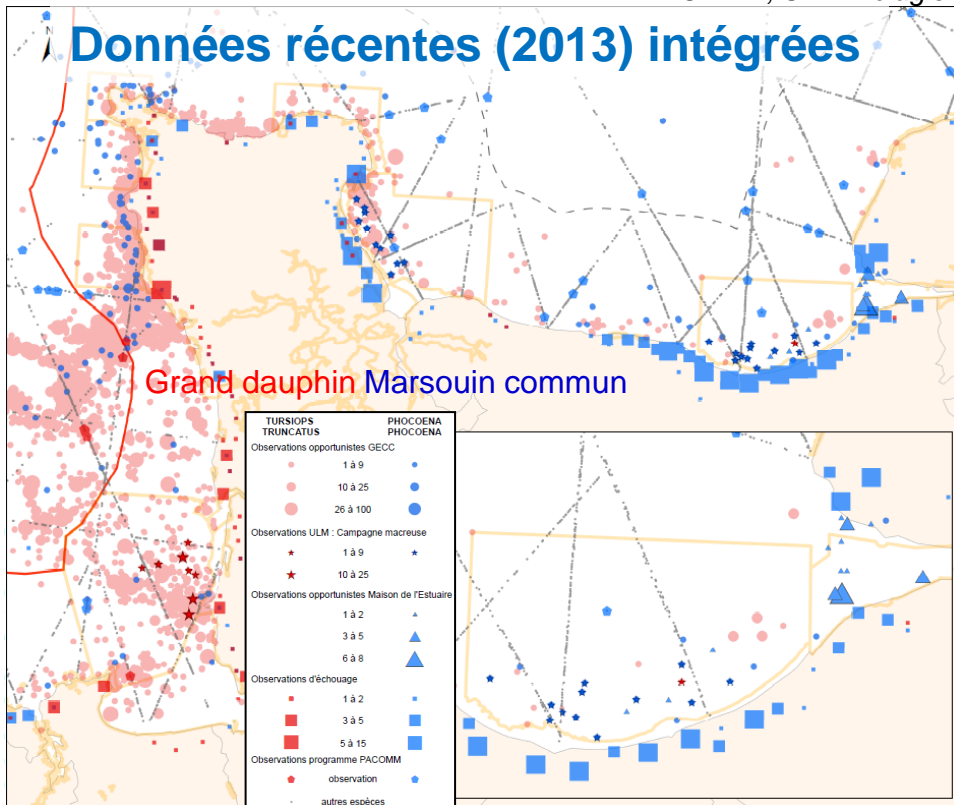 Données récentes (2013) intégrées
Grand dauphin Marsouin commun
TURSIOPS PHOCOENA
TRUNCATUS PHOCOENA
Observations opportunistes GECC
1 à 9
10 à 25
26 à 100
Observations ULM : Campagne macreuse
1 à 9
10 à 25
Observations opportunistes Maison de l'Estuaire
1 à 2
3 à 5
6 à 8
Observations d'échouage
1 à 2
3 à 5
5 à 15
Observations programme PACOMM
observation
autres espèces